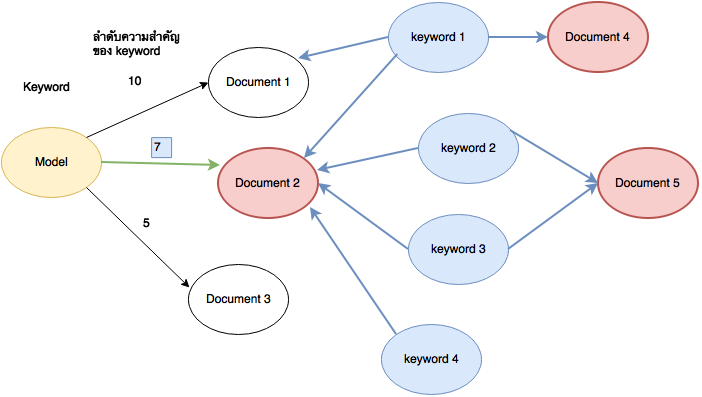 ลำดับความสำคัญ
ของ keyword
keyword 1
Document 4
Keyword
10
Document 1
7
keyword 2
Model
Document 2
Document 5
5
keyword 3
Document 3
keyword 4